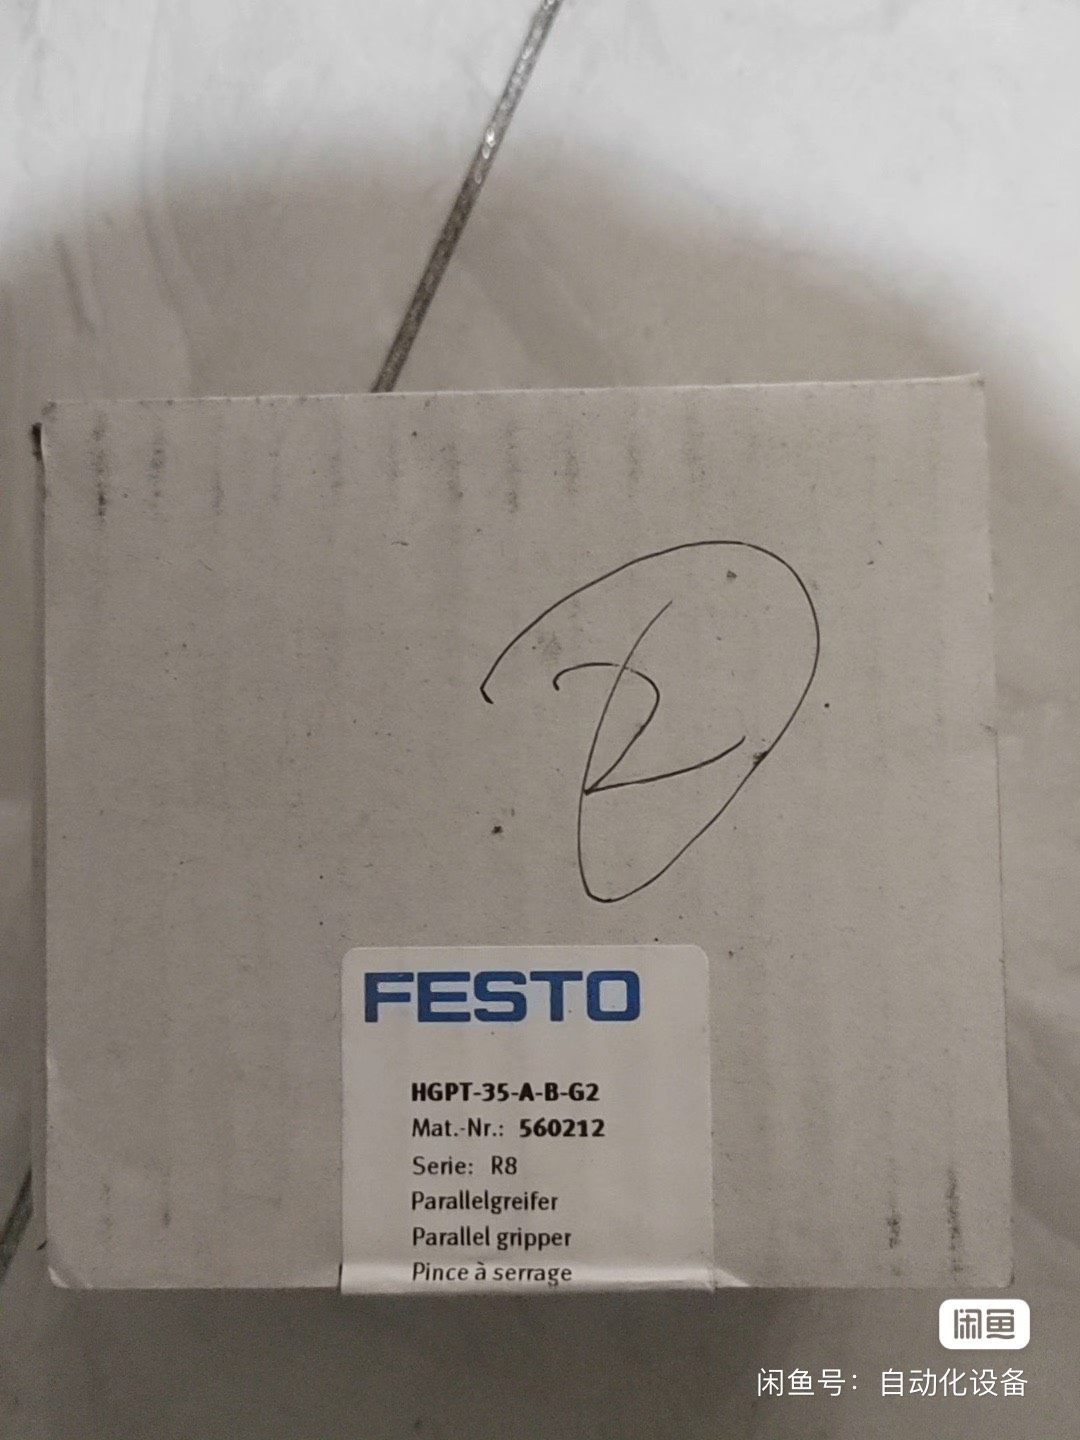 2
FESTO
HGPT-35-A-B-G2
Mat.-Nr.: 560212
Serie: R8
Parallelgreifer
Parallel gripper
Pince à serrage
闲鱼
闲鱼号：自动化设备